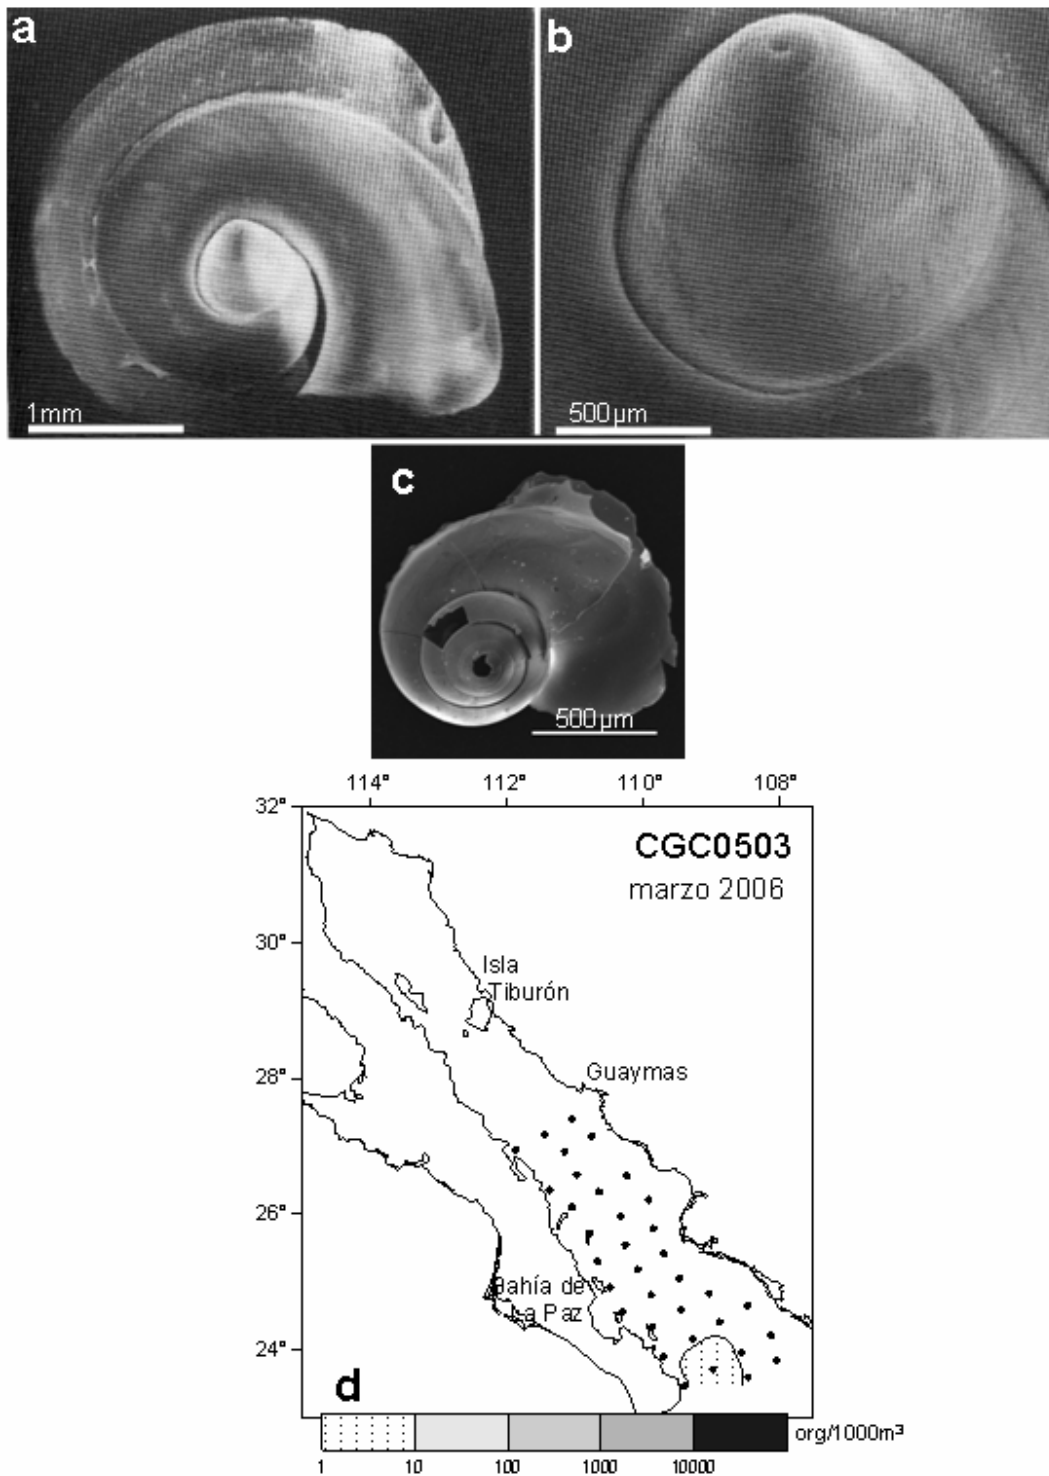 a
b
1mm
500µm
c
500µm
114° 112° 110° 108°
32°
CGC0503
marzo 2006
30°
Isla
Tiburón
Guaymas
28°
26°
Bahía de
La Paz
24°
d
org/1000m³
1 10 100 1000 10000